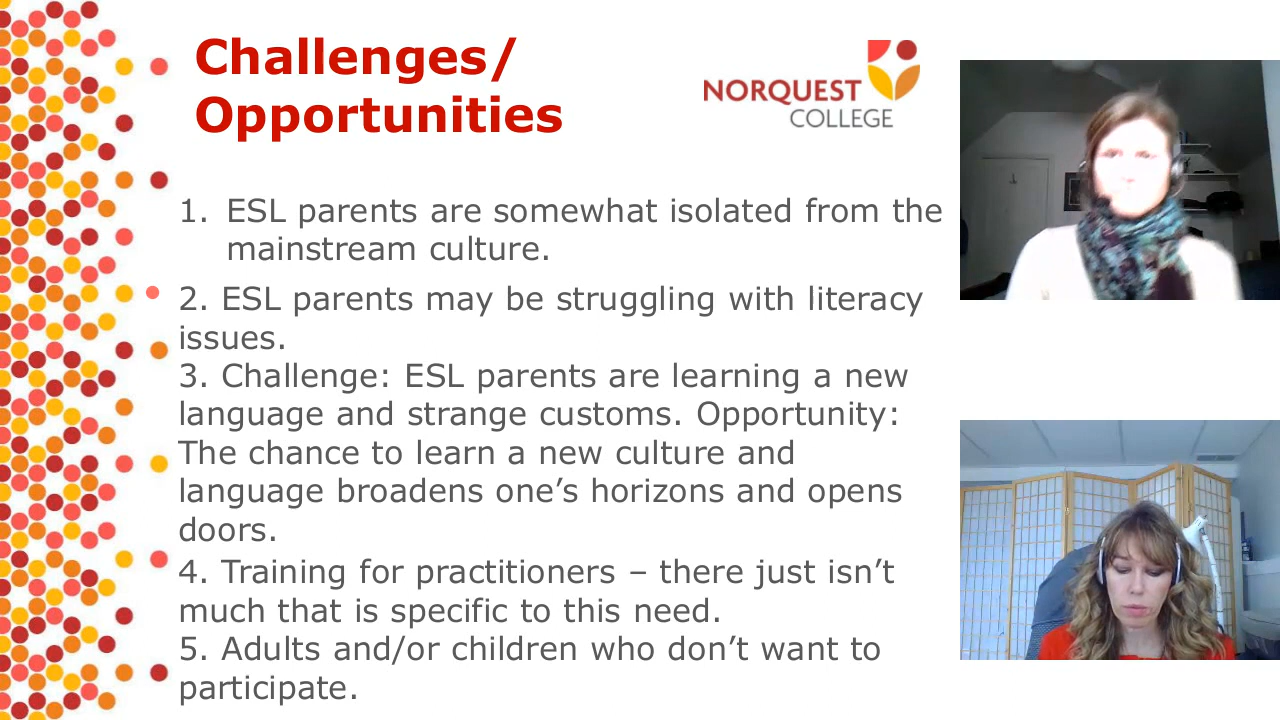 Challenges/
Opportunities
NORQUEST
COLLEGE
1. ESL parents are somewhat isolated from the
mainstream culture.
2. ESL parents may be struggling with literacy
issues.
3. Challenge: ESL parents are learning a new
language and strange customs. Opportunity:
The chance to learn a new culture and
language broadens one’s horizons and opens
doors.
4. Training for practitioners – there just isn’t
much that is specific to this need.
5. Adults and/or children who don’t want to
participate.